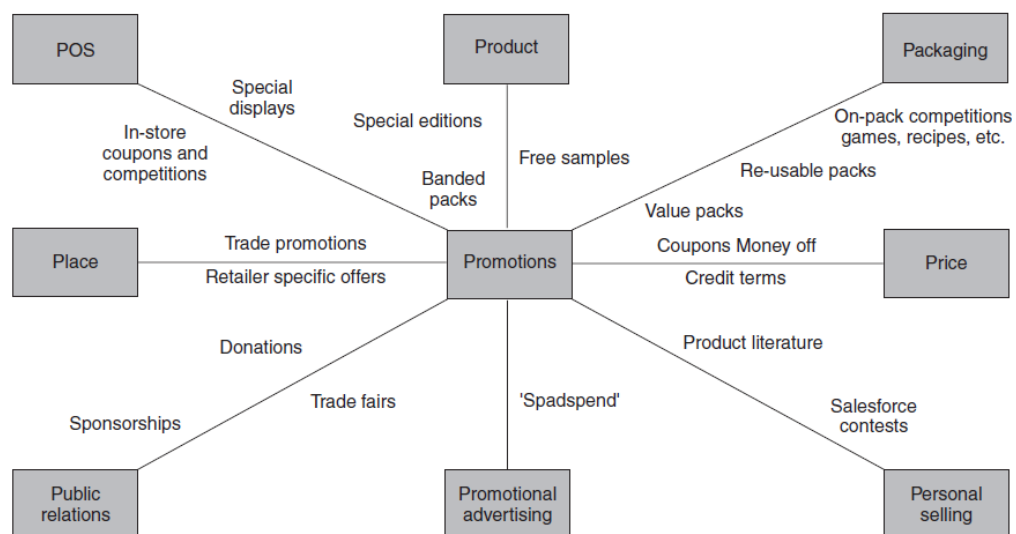 POS
Product
Packaging
Special
displays
Special editions
On-pack competitions
games, recipes, etc.
In-store
coupons and
competitions
Free samples
Re-usable packs
Banded
packs
Value packs
Place
Trade promotions
Retailer specific offers
Promotions
Coupons Money off
Credit terms
Price
Donations
Product literature
Trade fairs
'Spadspend'
Sponsorships
Salesforce
contests
Public
relations
Promotional
advertising
Personal
selling